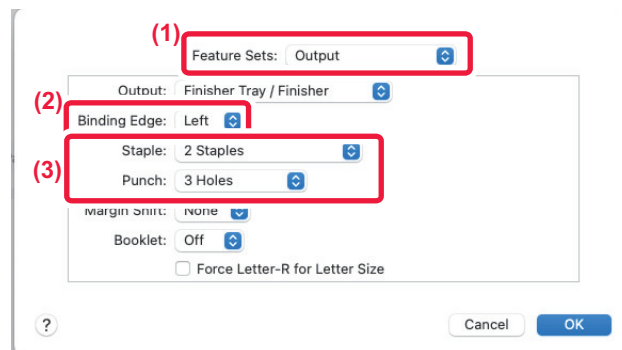 (1)
Feature Sets: Output
Output: Finisher Tray / Finisher
(2)
Binding Edge: Left
Staple: 2 Staples
(3)
Punch: 3 Holes
Margin Shift: None
Booklet: Off
Force Letter-R for Letter Size
?
Cancel OK